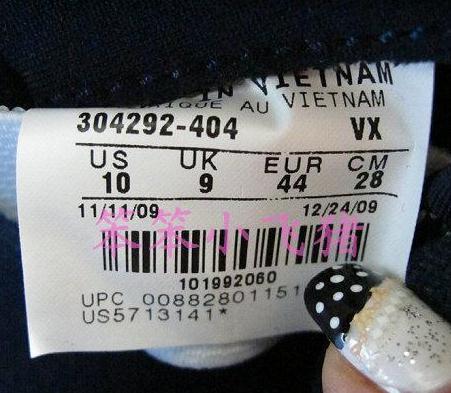 IN VIETNAM
AU VIETNAM
304292-404 VX
US UK EUR CM
10 9 44 28
11/11/09 12/24/09
笨笨小飞猪
101992060
UPC 00882801151
US5713141*